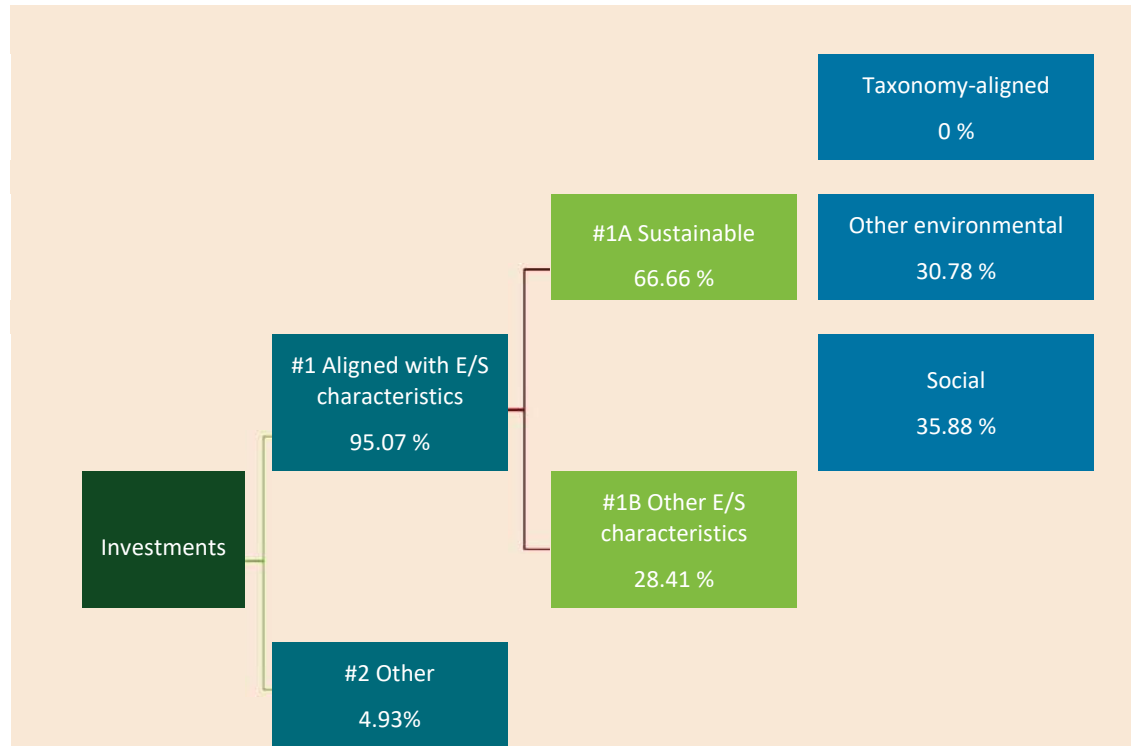 Taxonomy-aligned
0 %
#1A Sustainable
66.66 %
Other environmental
30.78 %
#1 Aligned with E/S
characteristics
95.07 %
Social
35.88 %
Investments
#1B Other E/S
characteristics
28.41 %
#2 Other
4.93%